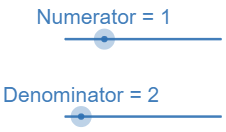 Numerator = 1
Denominator = 2